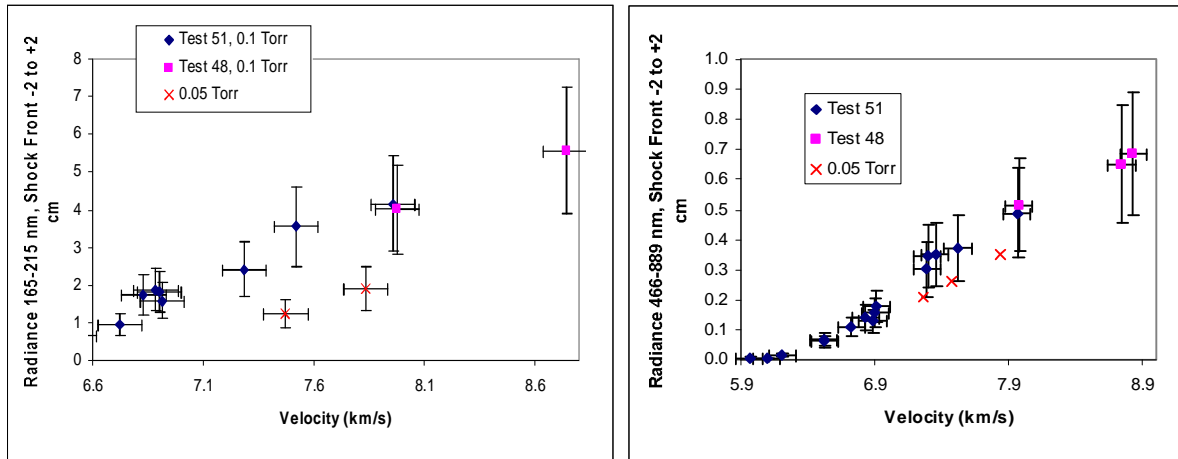 Test 51, 0.1 Torr
Test 48, 0.1 Torr
0.05 Torr
Radiance 165-215 nm, Shock Front -2 to +2
cm
8
7
6
5
4
3
2
1
0
6.6 7.1 7.6 8.1 8.6
Velocity (km/s)
Test 51
Test 48
0.05 Torr
Radiance 466-889 nm, Shock Front -2 to +2
cm
1.0
0.9
0.8
0.7
0.6
0.5
0.4
0.3
0.2
0.1
0.0
5.9 6.9 7.9 8.9
Velocity (km/s)